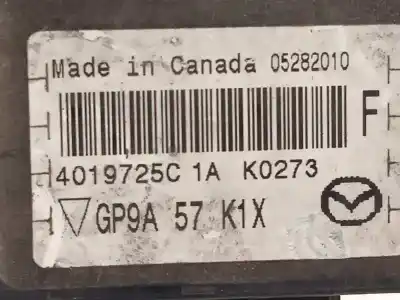 Made in Canada 05282010
F
4019725C 1A K0273
GP9A 57 K1X